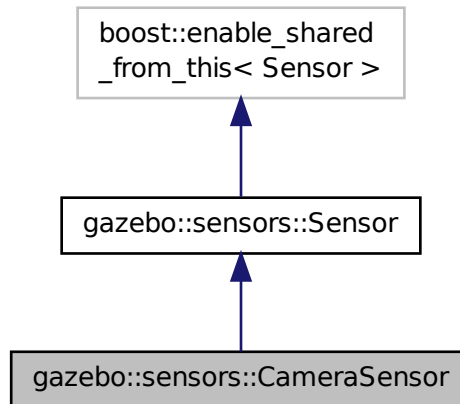 boost::enable_shared
_from_this< Sensor >
gazebo::sensors::Sensor
gazebo::sensors::CameraSensor